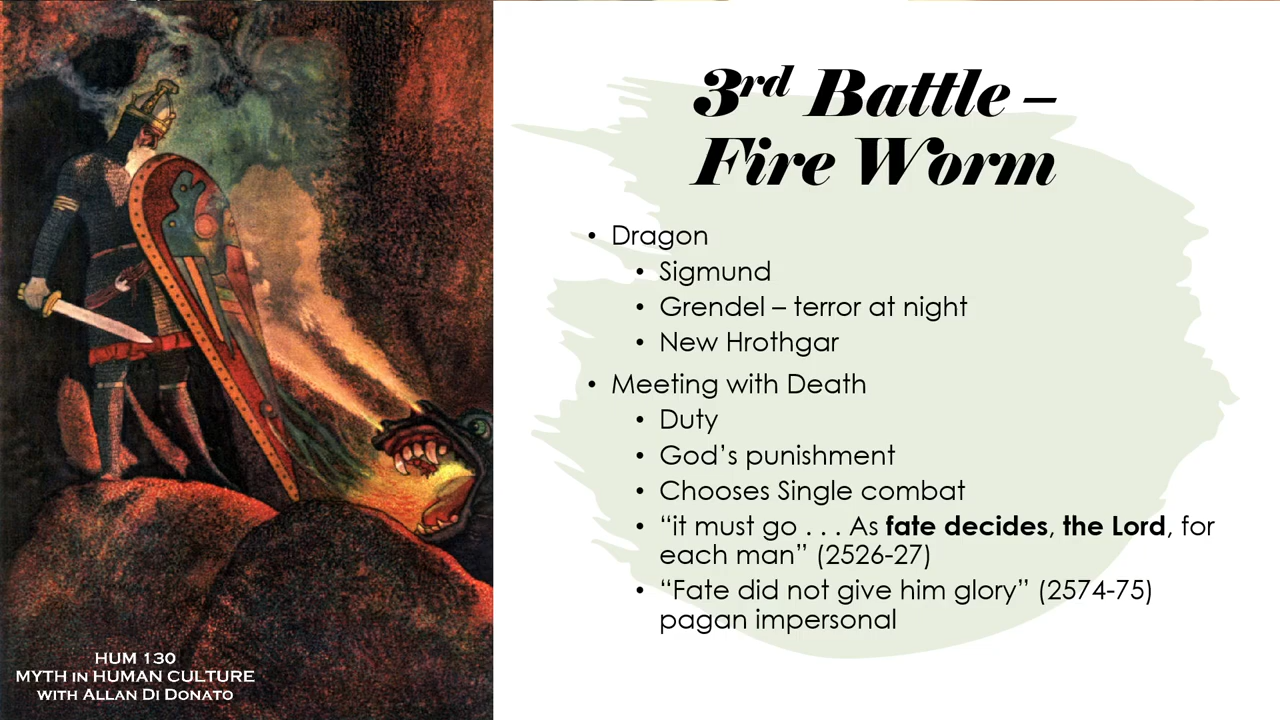 3rd Battle –
Fire Worm
• Dragon
• Sigmund
• Grendel – terror at night
• New Hrothgar
• Meeting with Death
• Duty
• God’s punishment
• Chooses Single combat
• “it must go . . . As fate decides, the Lord, for
each man” (2526-27)
• “Fate did not give him glory” (2574-75)
pagan impersonal
HUM 130
MYTH IN HUMAN CULTURE
WITH ALLAN DI DONATO